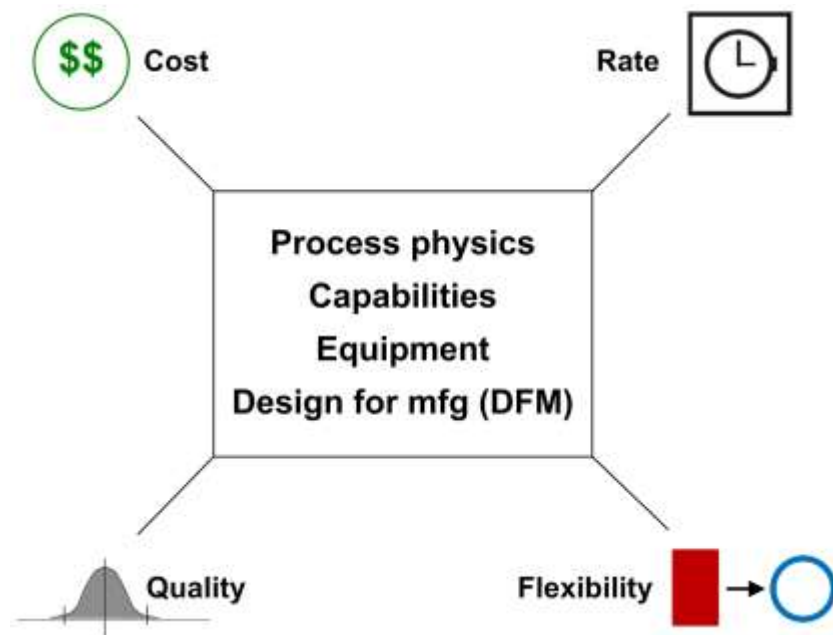 $$ Cost
Rate
Process physics
Capabilities
Equipment
Design for mfg (DFM)
Quality
Flexibility